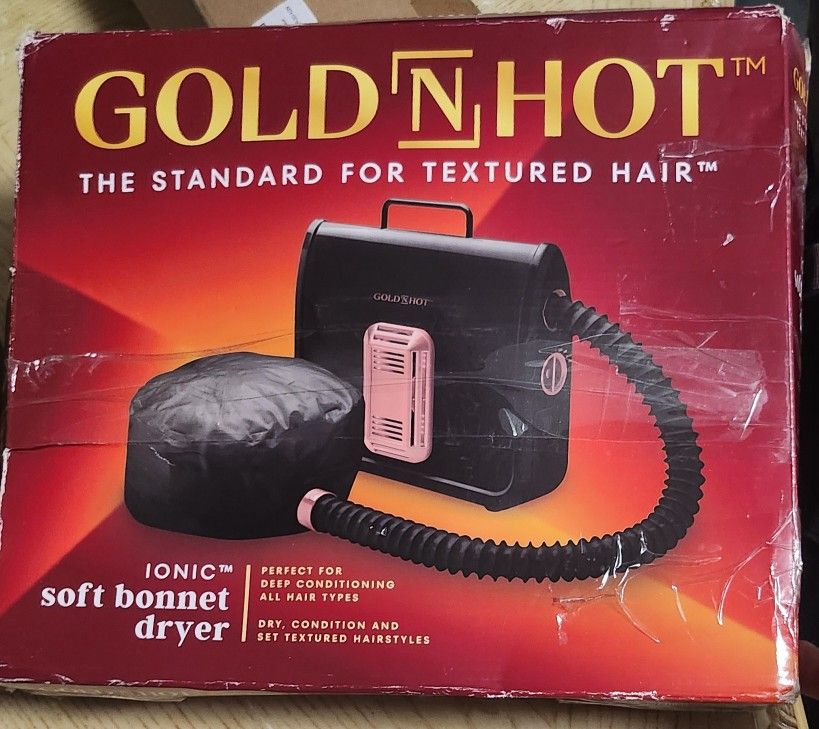 GOLD N HOT™
THE STANDARD FOR TEXTURED HAIR™
GOLD N HOT
IONIC™
soft bonnet
dryer
PERFECT FOR
DEEP CONDITIONING
ALL HAIR TYPES
DRY, CONDITION AND
SET TEXTURED HAIRSTYLES